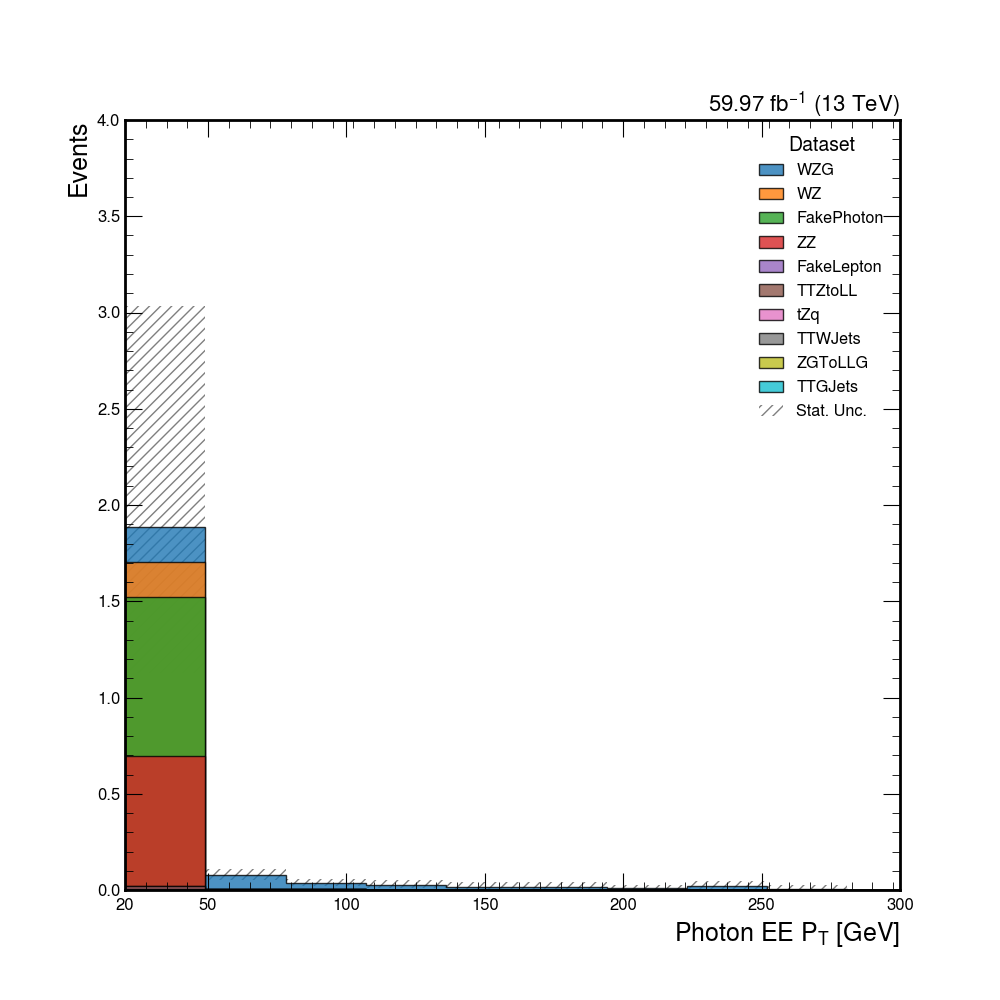 59.97 fb⁻¹ (13 TeV)
Events
4.0
3.5
3.0
2.5
2.0
1.5
1.0
0.5
0.0
Dataset
WZG
WZ
FakePhoton
ZZ
FakeLepton
TTZtoLL
tZq
TTWJets
ZGToLLG
TTGJets
Stat. Unc.
20 50 100 150 200 250 300
Photon EE P_T [GeV]